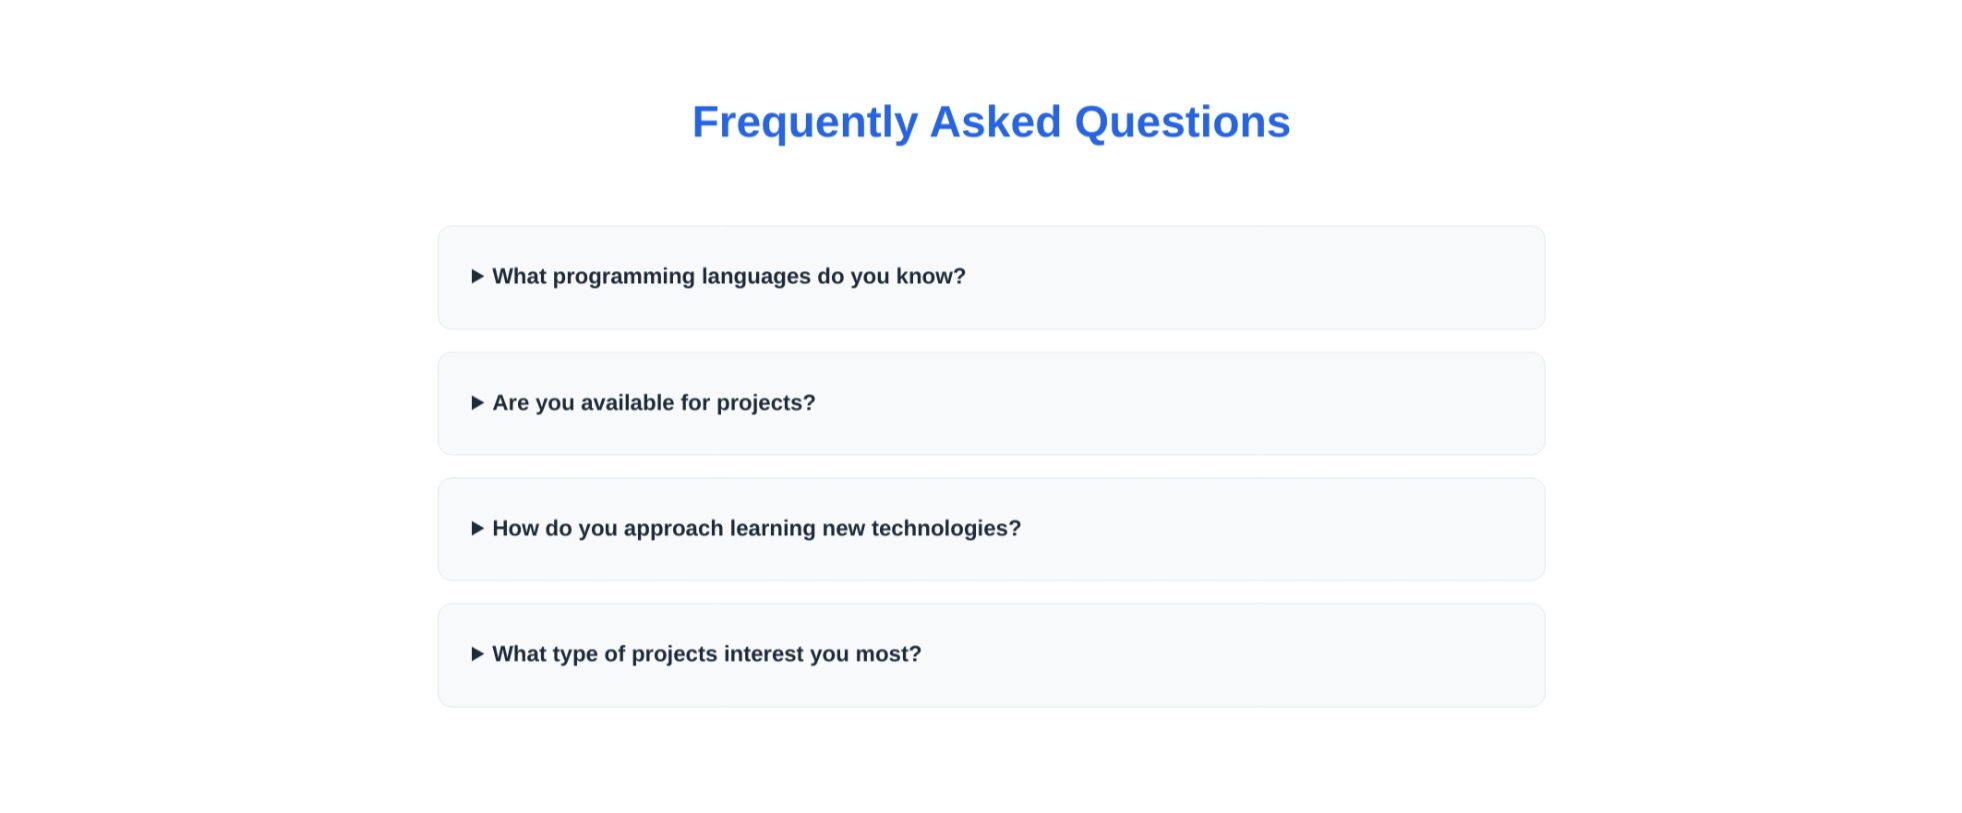 Frequently Asked Questions
What programming languages do you know?
Are you available for projects?
How do you approach learning new technologies?
What type of projects interest you most?